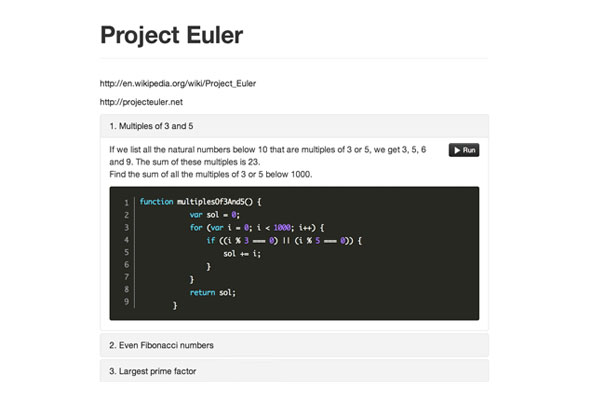 Project Euler
http://en.wikipedia.org/wiki/Project_Euler
http://projecteuler.net
1. Multiples of 3 and 5
If we list all the natural numbers below 10 that are multiples of 3 or 5, we get 3, 5, 6
and 9. The sum of these multiples is 23.
Find the sum of all the multiples of 3 or 5 below 1000.
Run
1 function multiplesOf3And5() {
2 var sol = 0;
3 for (var i = 0; i < 1000; i++) {
4 if ((i % 3 === 0) || (i % 5 === 0)) {
5 sol += i;
6 }
7 }
8 return sol;
9 }
2. Even Fibonacci numbers
3. Largest prime factor